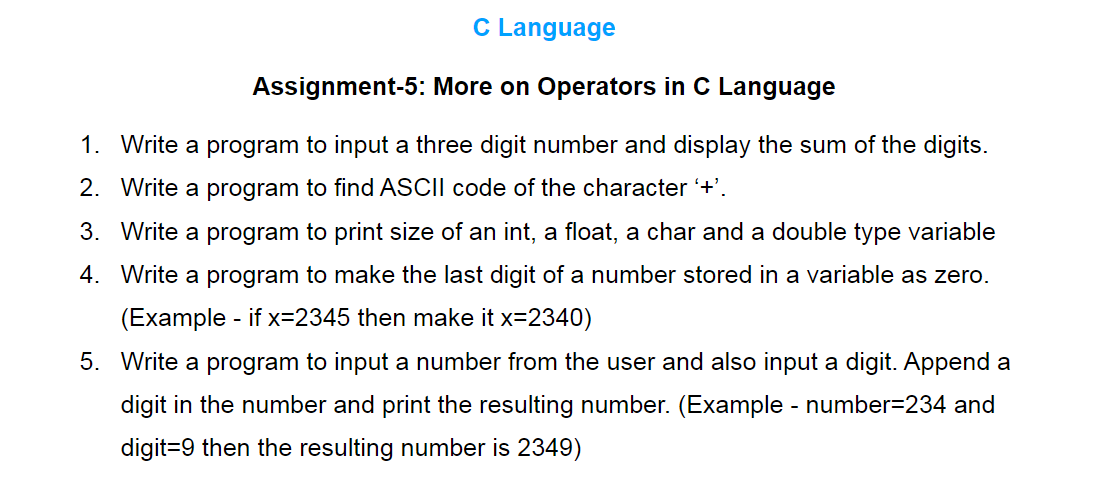 C Language
Assignment-5: More on Operators in C Language
1. Write a program to input a three digit number and display the sum of the digits.
2. Write a program to find ASCII code of the character ‘+’.
3. Write a program to print size of an int, a float, a char and a double type variable
4. Write a program to make the last digit of a number stored in a variable as zero.
(Example - if x=2345 then make it x=2340)
5. Write a program to input a number from the user and also input a digit. Append a
digit in the number and print the resulting number. (Example - number=234 and
digit=9 then the resulting number is 2349)